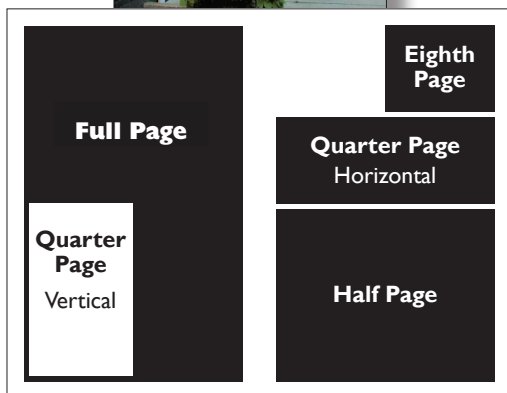 Full Page
Quarter
Page
Vertical
Eighth
Page
Quarter Page
Horizontal
Half Page